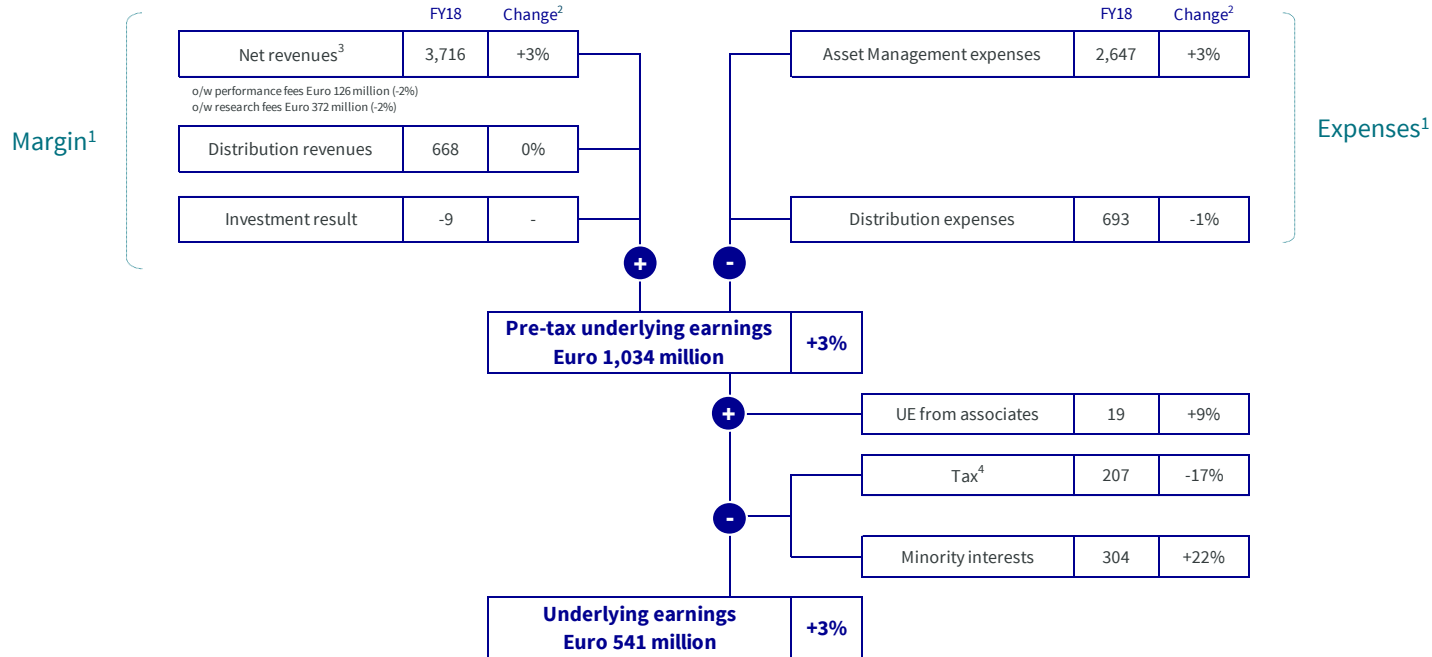 FY18 Change2
FY18 Change2
Net revenues3 3,716 +3%
Asset Management expenses 2,647 +3%
o/w performance fees Euro 126 million (-2%)
o/w research fees Euro 372 million (-2%)
Margin1
Expenses1
Distribution revenues 668 0%
Investment result -9 -
Distribution expenses 693 -1%
+ -
Pre-tax underlying earnings
Euro 1,034 million
+3%
+
UE from associates 19 +9%
Tax4 207 -17%
-
Minority interests 304 +22%
Underlying earnings
Euro 541 million
+3%